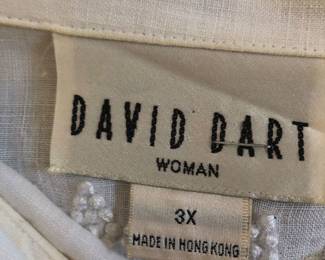 DAVID DART
WOMAN
3X
MADE IN HONG KONG